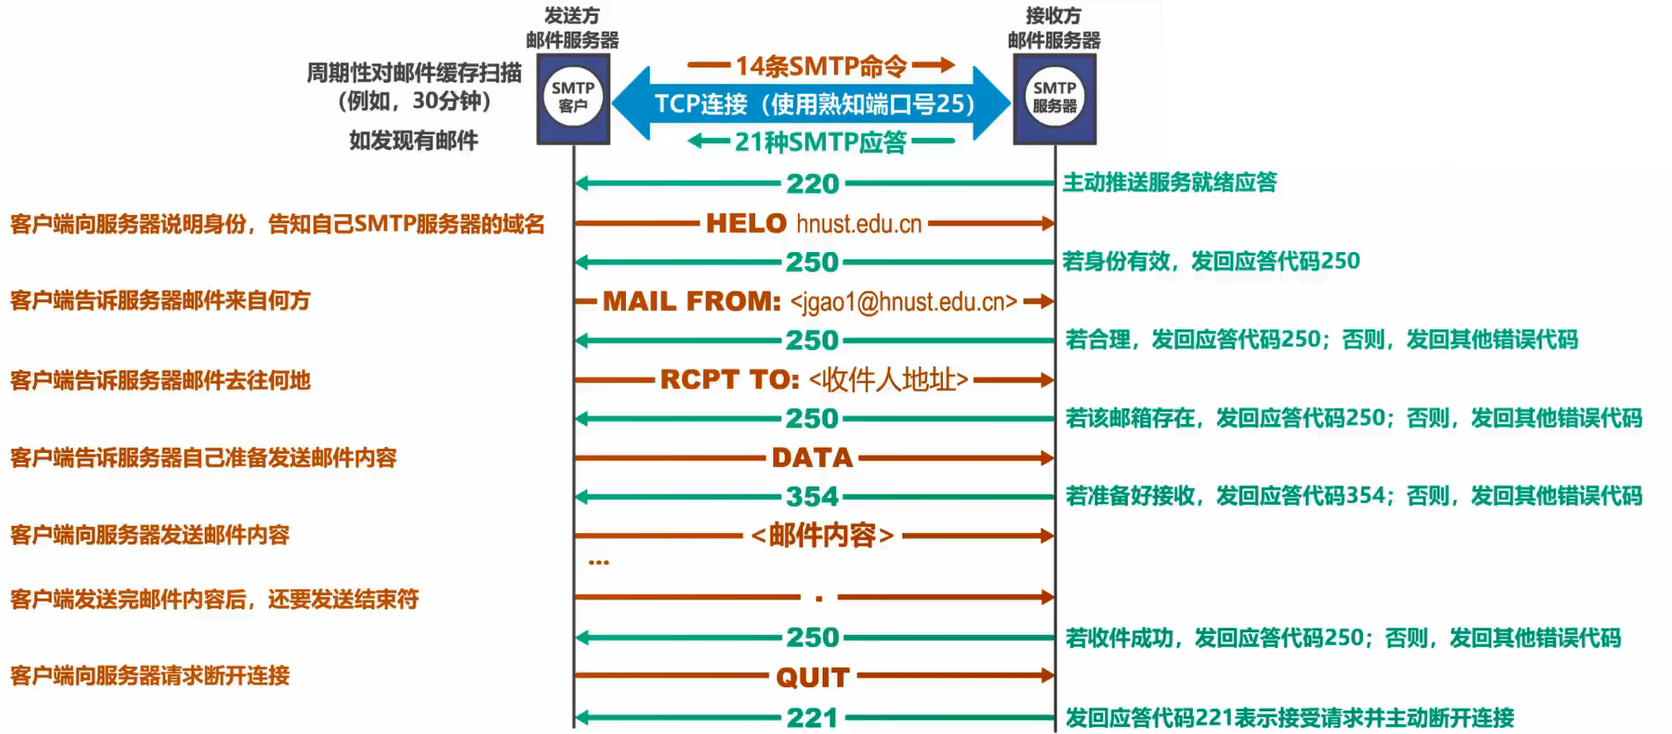 发送方
邮件服务器
接收方
邮件服务器
周期性对邮件缓存扫描
（例如，30分钟）
如发现有邮件
SMTP
客户
14条SMTP命令
TCP连接（使用熟知端口号25）
21种SMTP应答
SMTP
服务器
220
主动推送服务就绪应答
客户端向服务器说明身份，告知自己SMTP服务器的域名
HELO hnust.edu.cn
250
若身份有效，发回应答代码250
客户端告诉服务器邮件来自何方
MAIL FROM: <jgao1@hnust.edu.cn>
250
若合理，发回应答代码250；否则，发回其他错误代码
客户端告诉服务器邮件去往何地
RCPT TO: <收件人地址>
250
若该邮箱存在，发回应答代码250；否则，发回其他错误代码
客户端告诉服务器自己准备发送邮件内容
DATA
354
若准备好接收，发回应答代码354；否则，发回其他错误代码
客户端向服务器发送邮件内容
<邮件内容>
...
客户端发送完邮件内容后，还要发送结束符
.
250
若收件成功，发回应答代码250；否则，发回其他错误代码
客户端向服务器请求断开连接
QUIT
221
发回应答代码221表示接受请求并主动断开连接